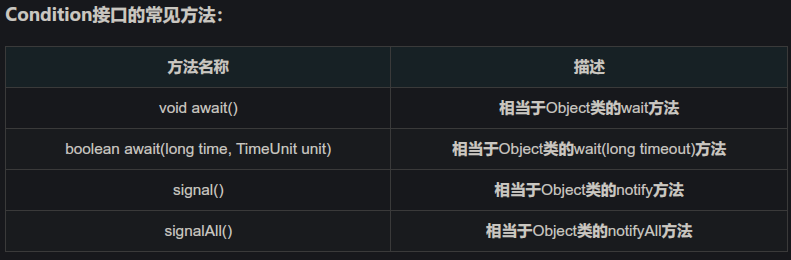 Condition接口的常见方法：
方法名称 描述
void await() 相当于Object类的wait方法
boolean await(long time, TimeUnit unit) 相当于Object类的wait(long timeout)方法
signal() 相当于Object类的notify方法
signalAll() 相当于Object类的notifyAll方法